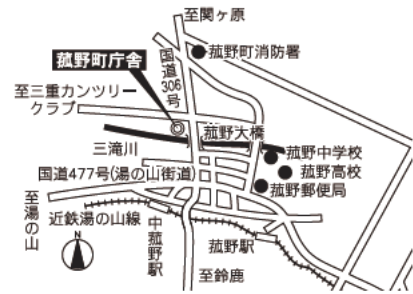 至関ヶ原
菰野町消防署
菰野町庁舎
国道306号
至三重カンツリー
クラブ
菰野大橋
三滝川
菰野中学校
菰野高校
国道477号(湯の山街道)
菰野郵便局
至湯の山
近鉄湯の山線
中菰野駅
菰野駅
N
至鈴鹿